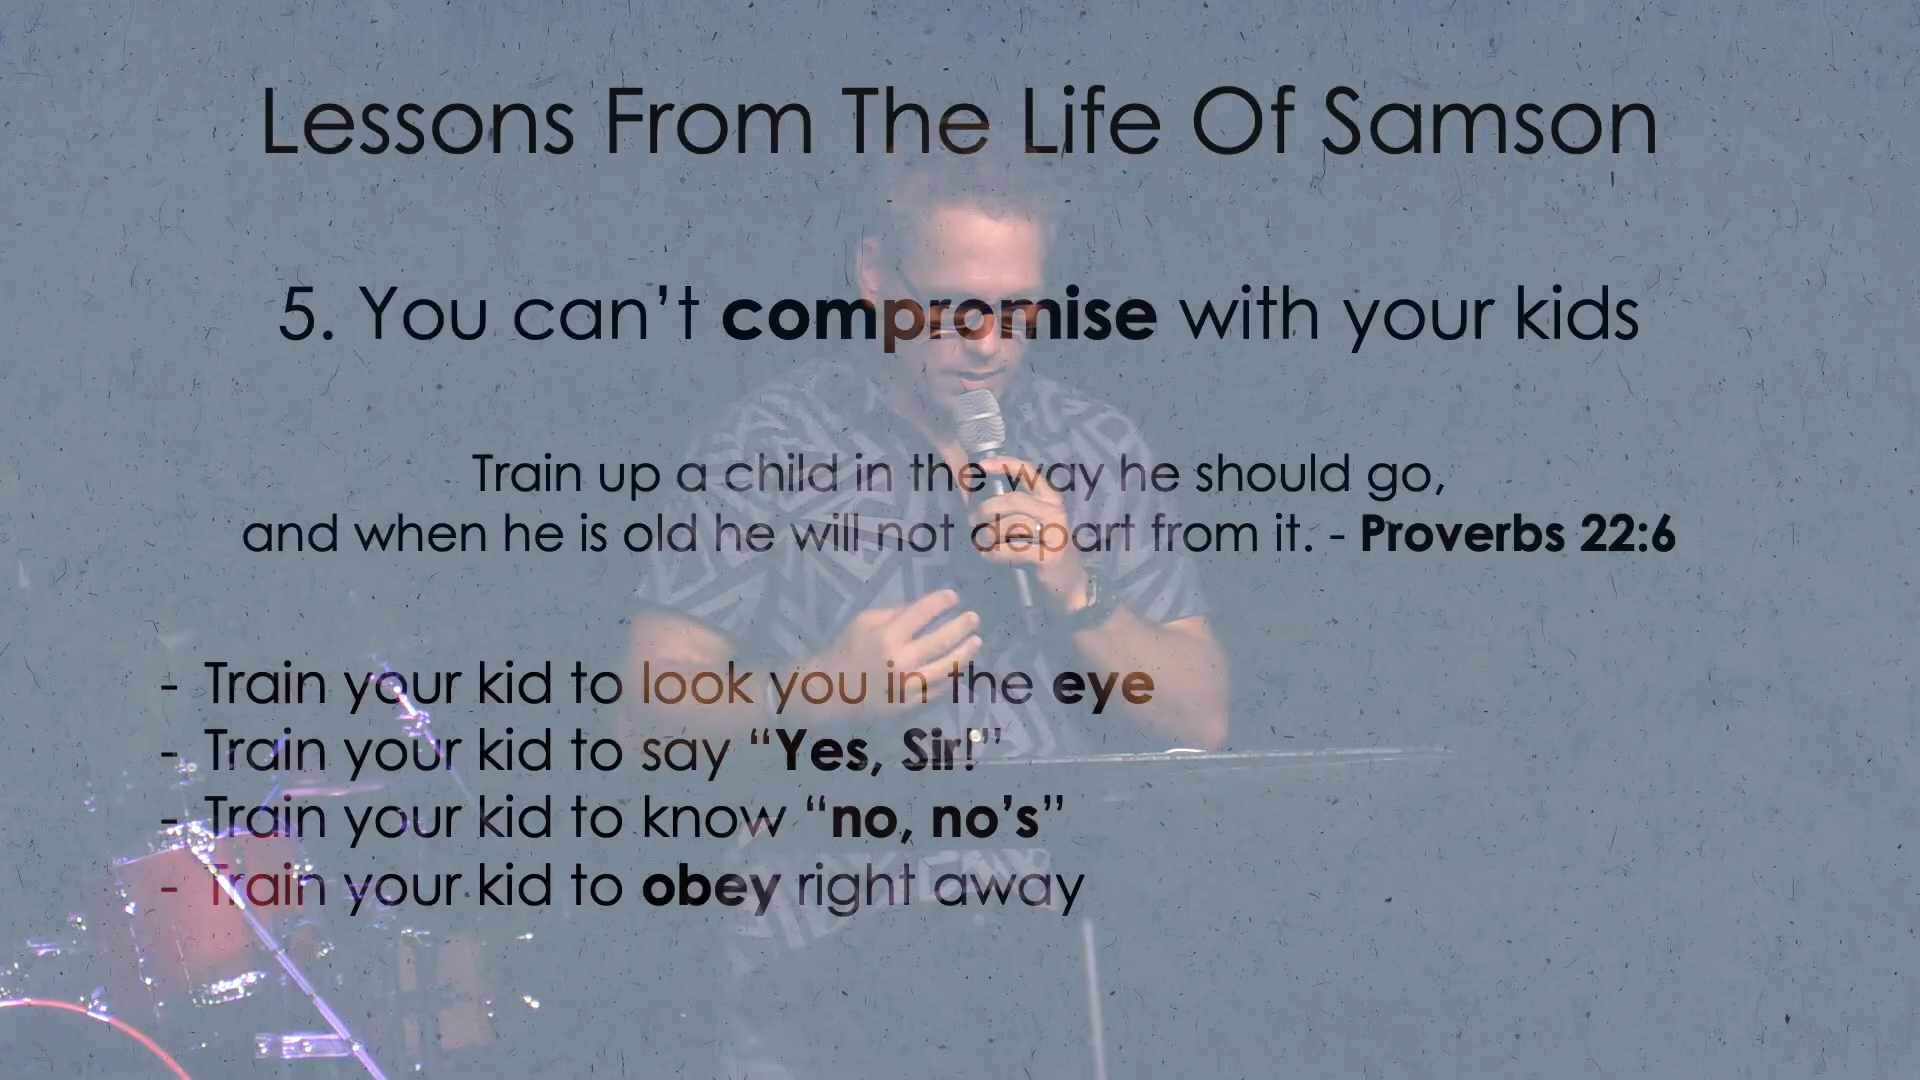 Lessons From The Life Of Samson
5. You can’t compromise with your kids
Train up a child in the way he should go,
and when he is old he will not depart from it. - Proverbs 22:6
- Train your kid to look you in the eye
- Train your kid to say “Yes, Sir!”
- Train your kid to know “no, no’s”
- Train your kid to obey right away